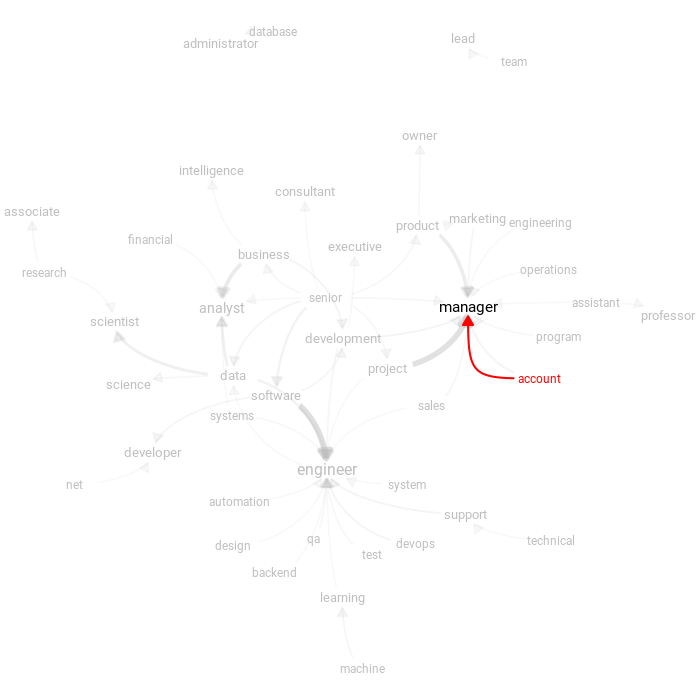 database
administrator
lead
team
owner
intelligence
consultant
associate
product
marketing
engineering
financial
executive
business
research
operations
senior
assistant
analyst
manager
professor
scientist
development
program
project
data
account
science
software
sales
systems
developer
engineer
net
system
automation
support
qa
technical
design
devops
test
backend
learning
machine